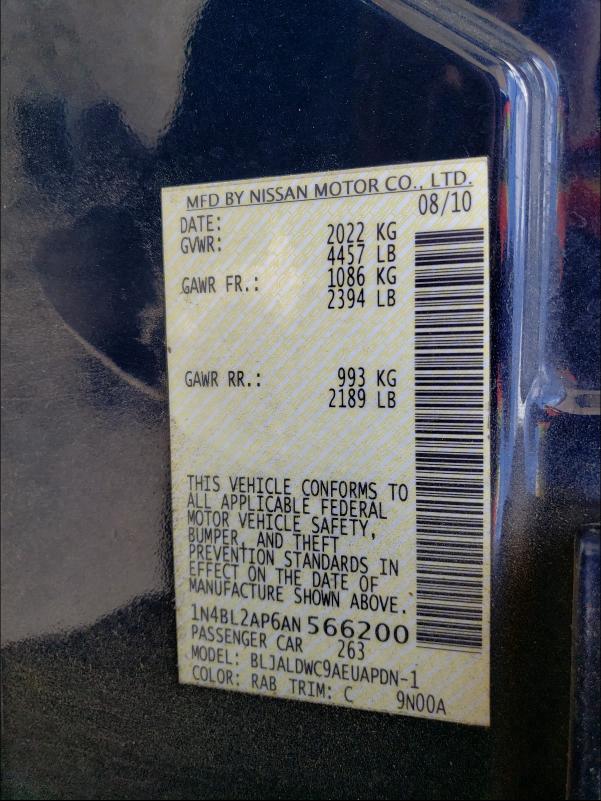 MFD BY NISSAN MOTOR CO., LTD.
DATE: 08/10
GVWR: 2022 KG
4457 LB
GAWR FR.: 1086 KG
2394 LB
GAWR RR.: 993 KG
2189 LB
THIS VEHICLE CONFORMS TO
ALL APPLICABLE FEDERAL
MOTOR VEHICLE SAFETY,
BUMPER, AND THEFT
PREVENTION STANDARDS IN
EFFECT ON THE DATE OF
MANUFACTURE SHOWN ABOVE.
1N4BL2AP6AN 566200
PASSENGER CAR 263
MODEL: BLJALDWC9AEUAPDN-1
COLOR: RAB TRIM: C 9N00A